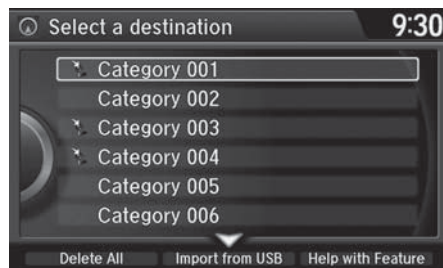 Select a destination 9:30
Category 001
Category 002
Category 003
Category 004
Category 005
Category 006
Delete All Import from USB Help with Feature